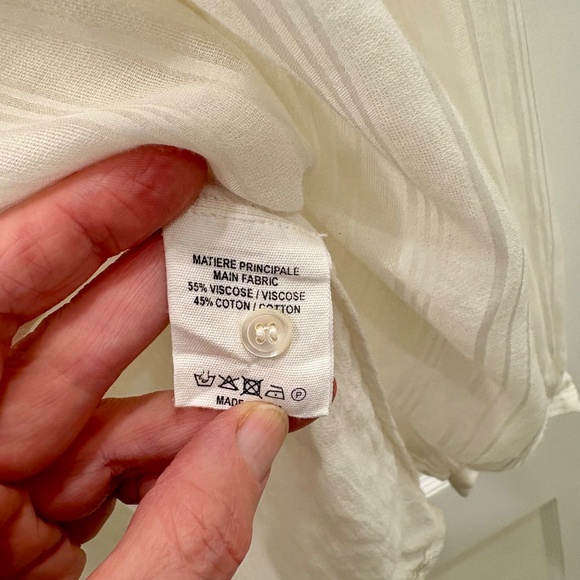 MATIERE PRINCIPALE
MAIN FABRIC
55% VISCOSE / VISCOSE
45% COTON / COTTON
P
MADE